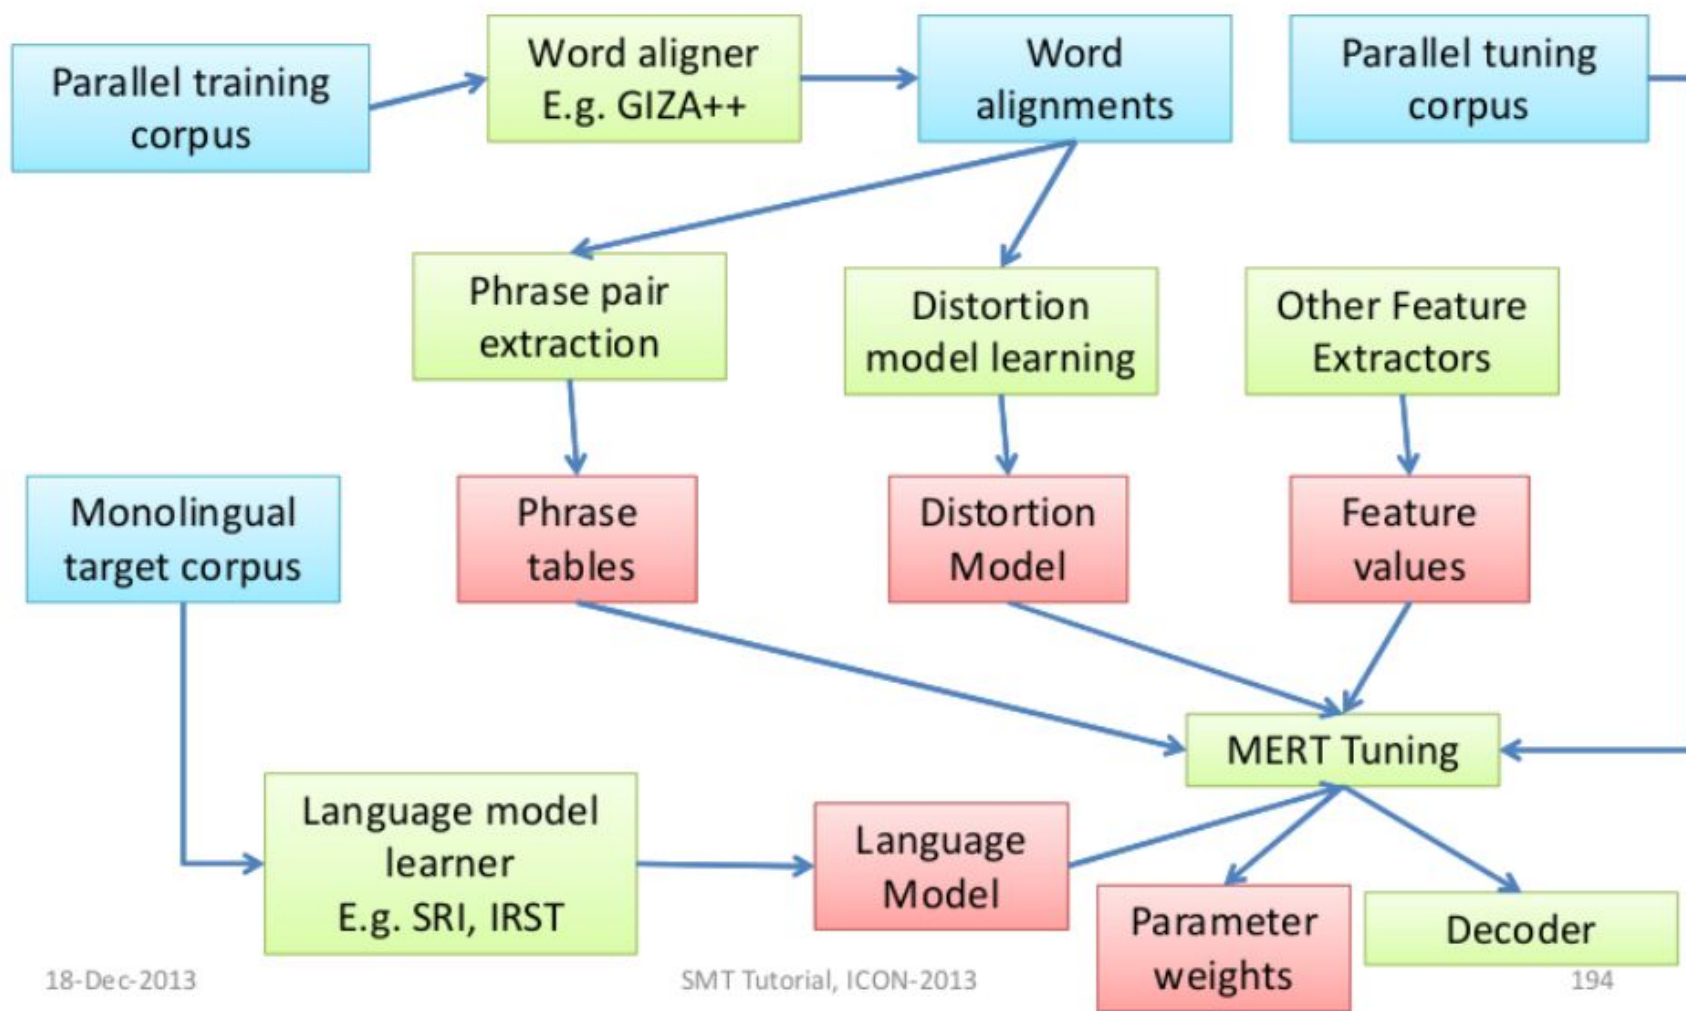 Parallel training
corpus
Word aligner
E.g. GIZA++
Word
alignments
Parallel tuning
corpus
Phrase pair
extraction
Distortion
model learning
Other Feature
Extractors
Monolingual
target corpus
Phrase
tables
Distortion
Model
Feature
values
MERT Tuning
Language model
learner
E.g. SRI, IRST
Language
Model
Parameter
weights
Decoder
18-Dec-2013
SMT Tutorial, ICON-2013
194